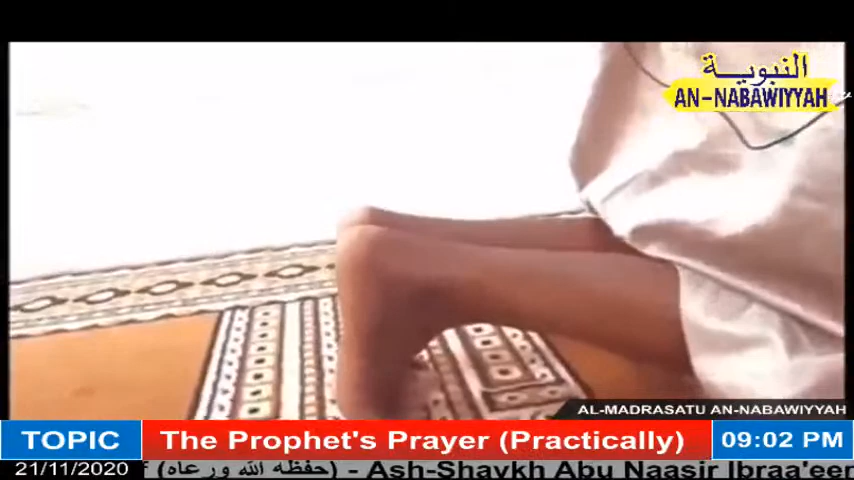 النبوية
AN-NABAWIYYAH
AL-MADRASATU AN-NABAWIYYAH
TOPIC The Prophet's Prayer (Practically) 09:02 PM
21/11/2020 (حفظه الله ورعاه) - Ash-Shaykh Abu Naasir Ibraa'eem